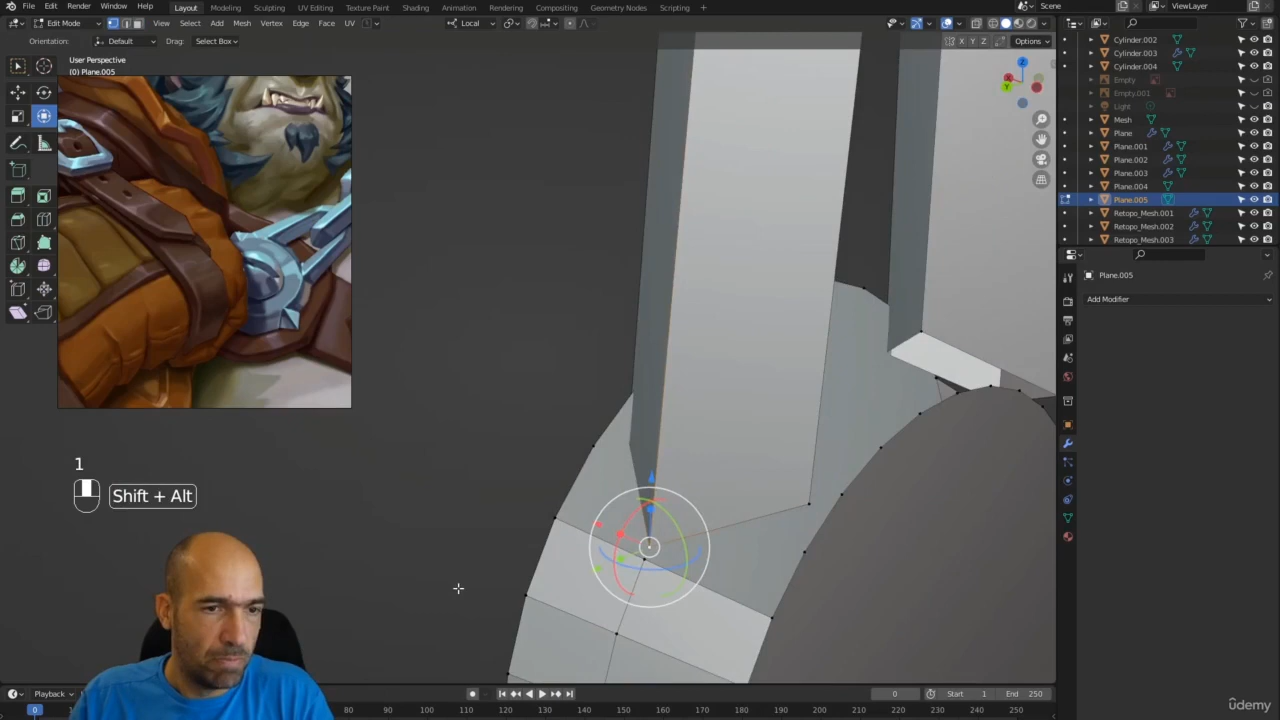 File Edit Render Window Help
Layout Modeling Sculpting UV Editing Texture Paint Shading Animation Rendering Compositing Geometry Nodes Scripting +
Scene
ViewLayer
Edit Mode View Select Add Mesh Vertex Edge Face UV
Local
Orientation: Default Drag: Select Box
X Y Z Options
User Perspective
(0) Plane.005
Z
Y
Cylinder.002
Cylinder.003
Cylinder.004
Empty
Empty.001
Light
Mesh
Plane
Plane.001
Plane.002
Plane.003
Plane.004
Plane.005
Retopo_Mesh.001
Retopo_Mesh.002
Retopo_Mesh.003
Plane.005
Add Modifier
1
Shift + Alt
Playback
0 Start 1 End 250
0 80 90 100 110 120 130 140 150 160 170 180 190 200 210 220 230 240 250
ûdemy